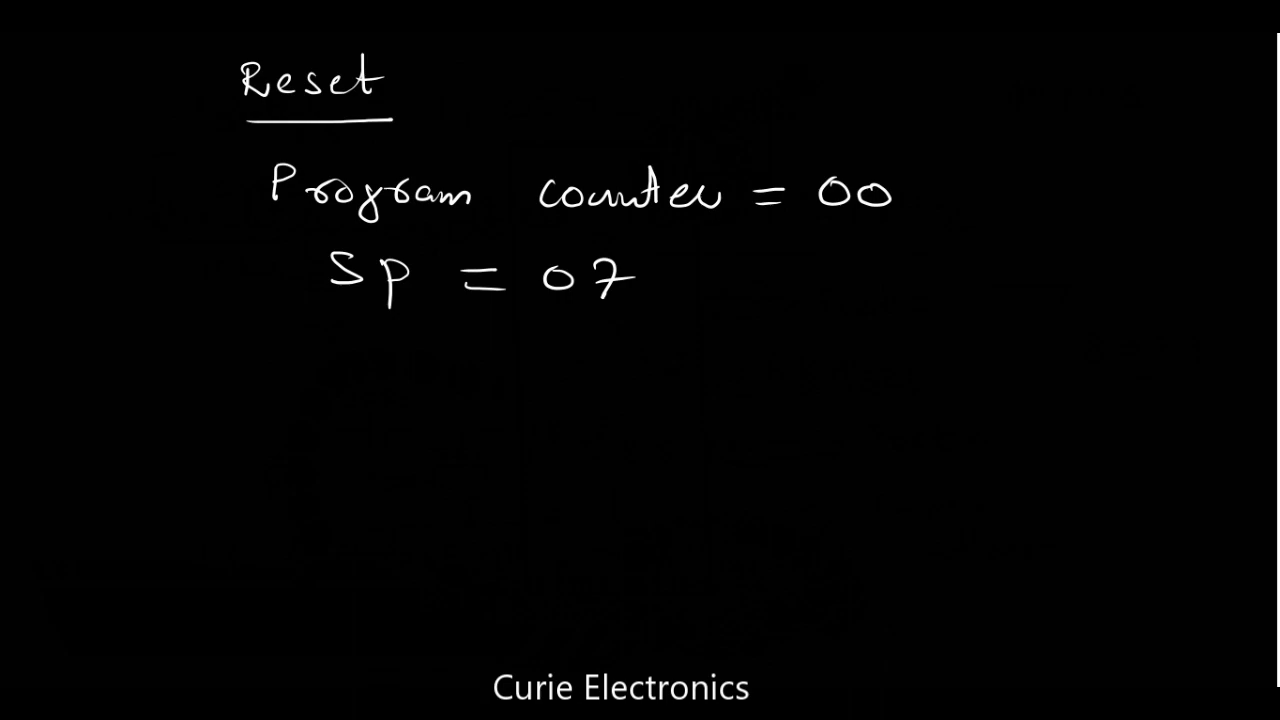 Reset
Program counter = 00
SP = 07
Curie Electronics